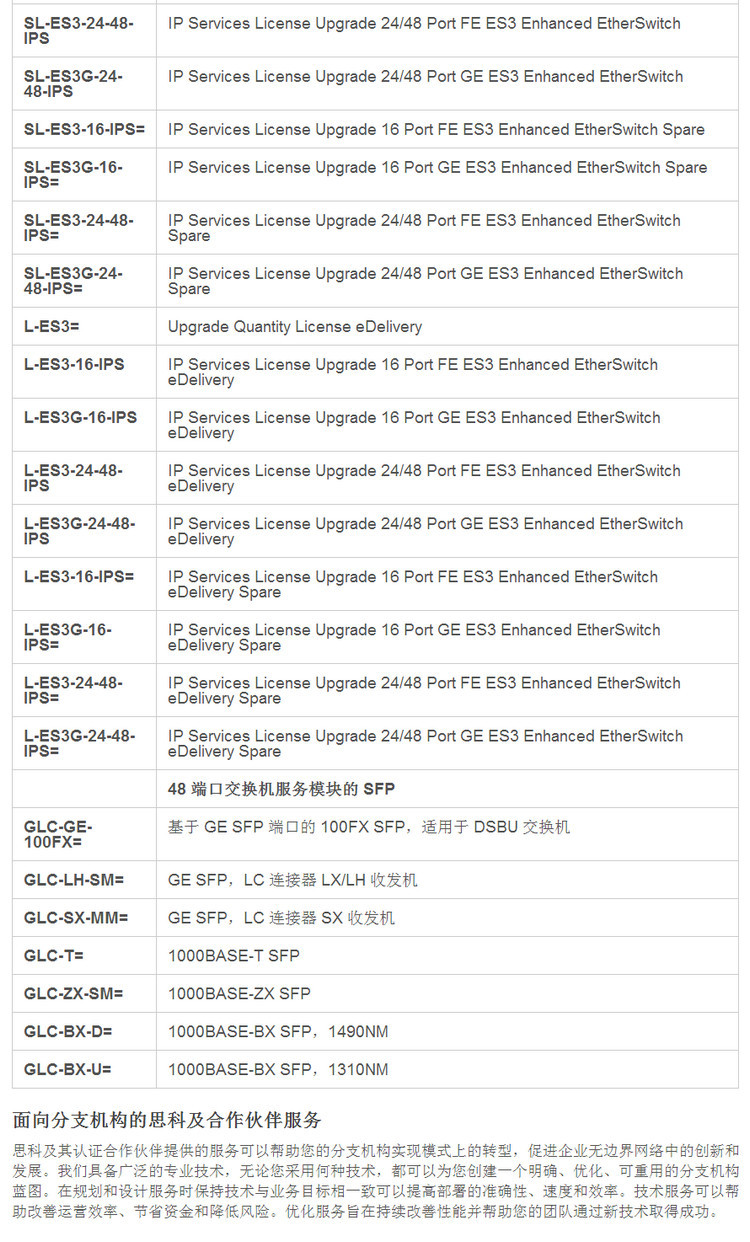 SL-ES3-24-48-
IPS
IP Services License Upgrade 24/48 Port FE ES3 Enhanced EtherSwitch
SL-ES3G-24-
48-IPS
IP Services License Upgrade 24/48 Port GE ES3 Enhanced EtherSwitch
SL-ES3-16-IPS=
IP Services License Upgrade 16 Port FE ES3 Enhanced EtherSwitch Spare
SL-ES3G-16-
IPS=
IP Services License Upgrade 16 Port GE ES3 Enhanced EtherSwitch Spare
SL-ES3-24-48-
IPS=
IP Services License Upgrade 24/48 Port FE ES3 Enhanced EtherSwitch
Spare
SL-ES3G-24-
48-IPS=
IP Services License Upgrade 24/48 Port GE ES3 Enhanced EtherSwitch
Spare
L-ES3=
Upgrade Quantity License eDelivery
L-ES3-16-IPS
IP Services License Upgrade 16 Port FE ES3 Enhanced EtherSwitch
eDelivery
L-ES3G-16-IPS
IP Services License Upgrade 16 Port GE ES3 Enhanced EtherSwitch
eDelivery
L-ES3-24-48-
IPS
IP Services License Upgrade 24/48 Port FE ES3 Enhanced EtherSwitch
eDelivery
L-ES3G-24-48-
IPS
IP Services License Upgrade 24/48 Port GE ES3 Enhanced EtherSwitch
eDelivery
L-ES3-16-IPS=
IP Services License Upgrade 16 Port FE ES3 Enhanced EtherSwitch
eDelivery Spare
L-ES3G-16-
IPS=
IP Services License Upgrade 16 Port GE ES3 Enhanced EtherSwitch
eDelivery Spare
L-ES3-24-48-
IPS=
IP Services License Upgrade 24/48 Port FE ES3 Enhanced EtherSwitch
eDelivery Spare
L-ES3G-24-48-
IPS=
IP Services License Upgrade 24/48 Port GE ES3 Enhanced EtherSwitch
eDelivery Spare
48 端口交换机服务模块的 SFP
GLC-GE-
100FX=
基于 GE SFP 端口的 100FX SFP，适用于 DSBU 交换机
GLC-LH-SM=
GE SFP，LC 连接器 LX/LH 收发机
GLC-SX-MM=
GE SFP，LC 连接器 SX 收发机
GLC-T=
1000BASE-T SFP
GLC-ZX-SM=
1000BASE-ZX SFP
GLC-BX-D=
1000BASE-BX SFP，1490NM
GLC-BX-U=
1000BASE-BX SFP，1310NM
面向分支机构的思科及合作伙伴服务
思科及其认证合作伙伴提供的服务可以帮助您的分支机构实现模式上的转型，促进企业无边界网络中的创新和
发展。我们具备广泛的专业技术，无论您采用何种技术，都可以为您创建一个明确、优化、可重用的分支机构
蓝图。在规划和设计服务时保持技术与业务目标相一致可以提高部署的准确性、速度和效率。技术服务可以帮
助改善运营效率、节省资金和降低风险。优化服务旨在持续改善性能并帮助您的团队通过新技术取得成功。